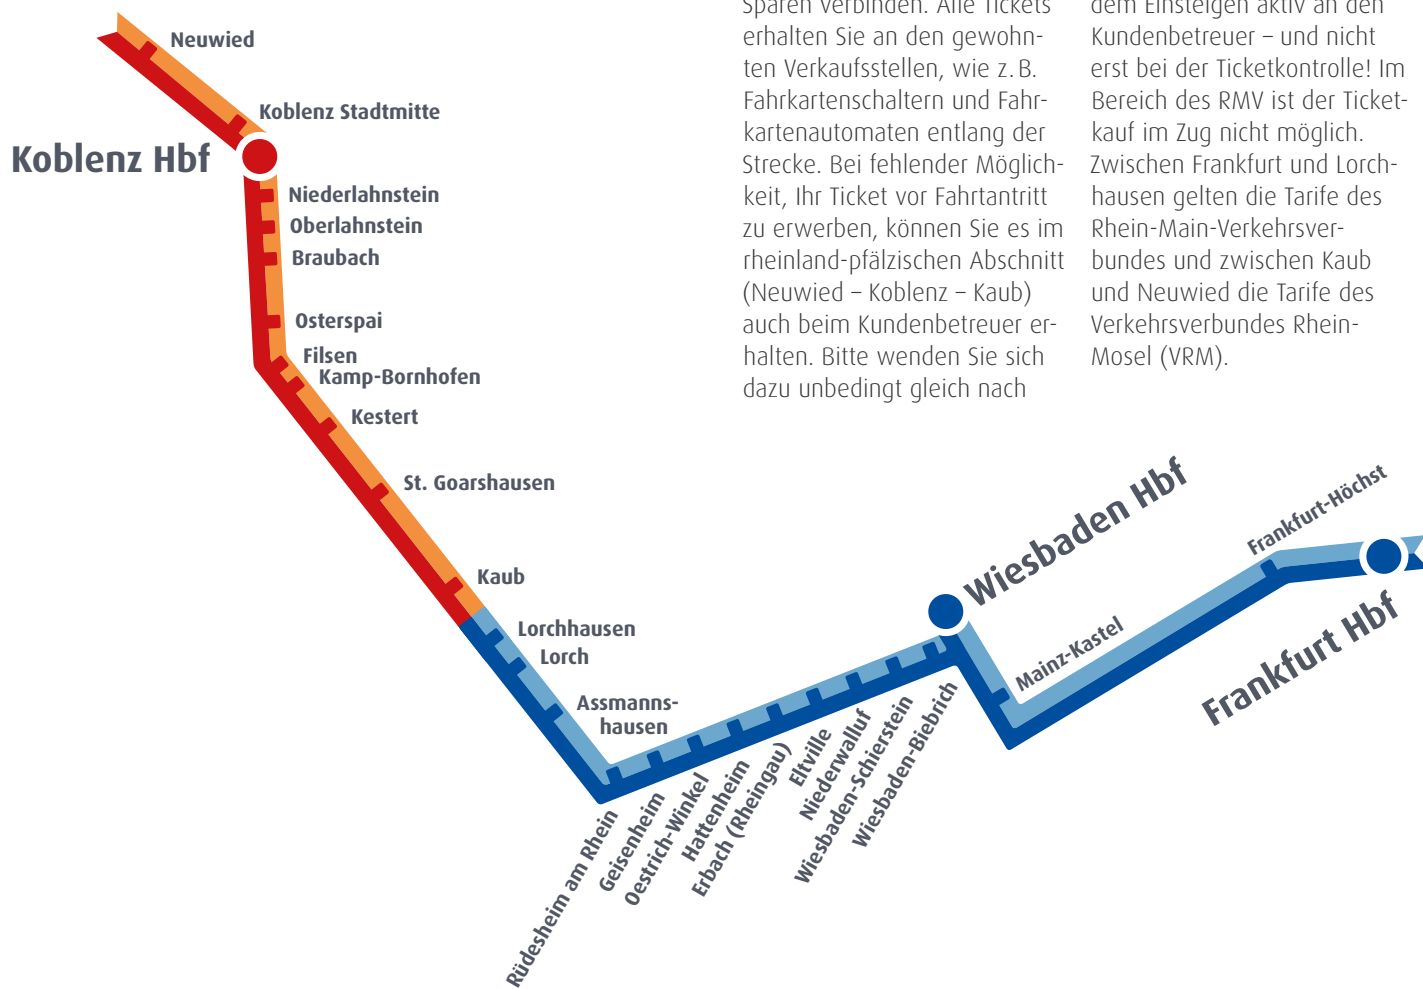 Sparen verbinden. Alle Tickets
erhalten Sie an den gewohn-
ten Verkaufsstellen, wie z. B.
Fahrkartenschaltern und Fahr-
kartenautomaten entlang der
Strecke. Bei fehlender Möglich-
keit, Ihr Ticket vor Fahrtantritt
zu erwerben, können Sie es im
rheinland-pfälzischen Abschnitt
(Neuwied – Koblenz – Kaub)
auch beim Kundenbetreuer er-
halten. Bitte wenden Sie sich
dazu unbedingt gleich nach
dem Einsteigen aktiv an den
Kundenbetreuer – und nicht
erst bei der Ticketkontrolle! Im
Bereich des RMV ist der Ticket-
kauf im Zug nicht möglich.
Zwischen Frankfurt und Lorch-
hausen gelten die Tarife des
Rhein-Main-Verkehrsver-
bundes und zwischen Kaub
und Neuwied die Tarife des
Verkehrsverbundes Rhein-
Mosel (VRM).
Neuwied
Koblenz Stadtmitte
Koblenz Hbf
Niederlahnstein
Oberlahnstein
Braubach
Osterspai
Filsen
Kamp-Bornhofen
Kestert
St. Goarshausen
Kaub
Lorchhausen
Lorch
Assmanns-
hausen
Rüdesheim am Rhein
Geisenheim
Oestrich-Winkel
Hattenheim
Erbach (Rheingau)
Eltville
Niederwalluf
Wiesbaden-Schierstein
Wiesbaden-Biebrich
Wiesbaden Hbf
Mainz-Kastel
Frankfurt-Höchst
Frankfurt Hbf